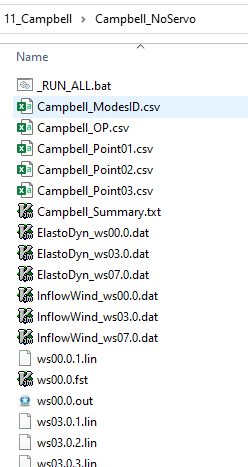 11_Campbell > Campbell_NoServo
Name
_RUN_ALL.bat
Campbell_ModesID.csv
Campbell_OP.csv
Campbell_Point01.csv
Campbell_Point02.csv
Campbell_Point03.csv
Campbell_Summary.txt
ElastoDyn_ws00.0.dat
ElastoDyn_ws03.0.dat
ElastoDyn_ws07.0.dat
InflowWind_ws00.0.dat
InflowWind_ws03.0.dat
InflowWind_ws07.0.dat
ws00.0.1.lin
ws00.0.fst
ws00.0.out
ws03.0.1.lin
ws03.0.2.lin
ws03.0.3.lin